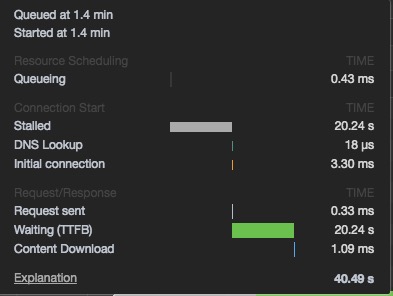 Queued at 1.4 min
Started at 1.4 min
Resource Scheduling TIME
Queueing 0.43 ms
Connection Start TIME
Stalled 20.24 s
DNS Lookup 18 μs
Initial connection 3.30 ms
Request/Response TIME
Request sent 0.33 ms
Waiting (TTFB) 20.24 s
Content Download 1.09 ms
Explanation 40.49 s